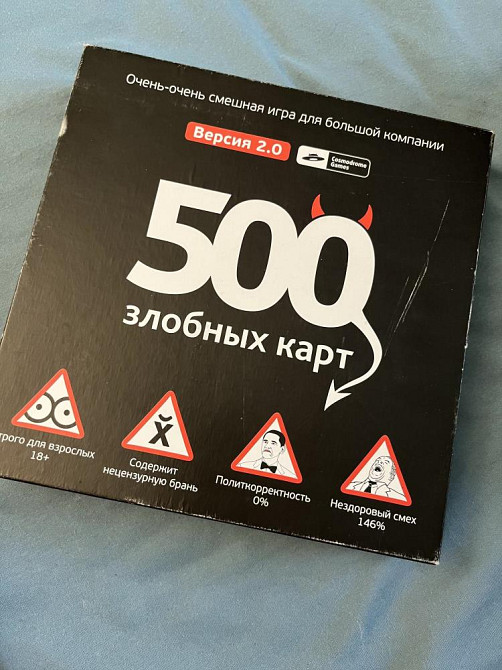 Очень-очень смешная игра для большой компании
Версия 2.0
Cosmodrome
Games
500
злобных карт
трого для взрослых
18+
x̆
Содержит
нецензурную брань
Политкорректность
0%
Нездоровый смех
146%